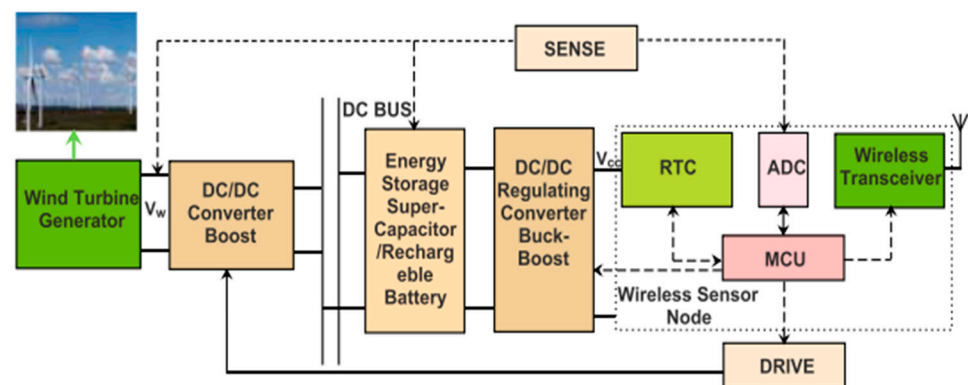 SENSE
DC BUS
Wind Turbine
Generator
V_W
DC/DC
Converter
Boost
Energy
Storage
Super-
Capacitor
/Recharg
eble
Battery
DC/DC
Regulating
Converter
Buck-
Boost
V_CC
RTC
ADC
Wireless
Transceiver
MCU
Wireless Sensor
Node
DRIVE